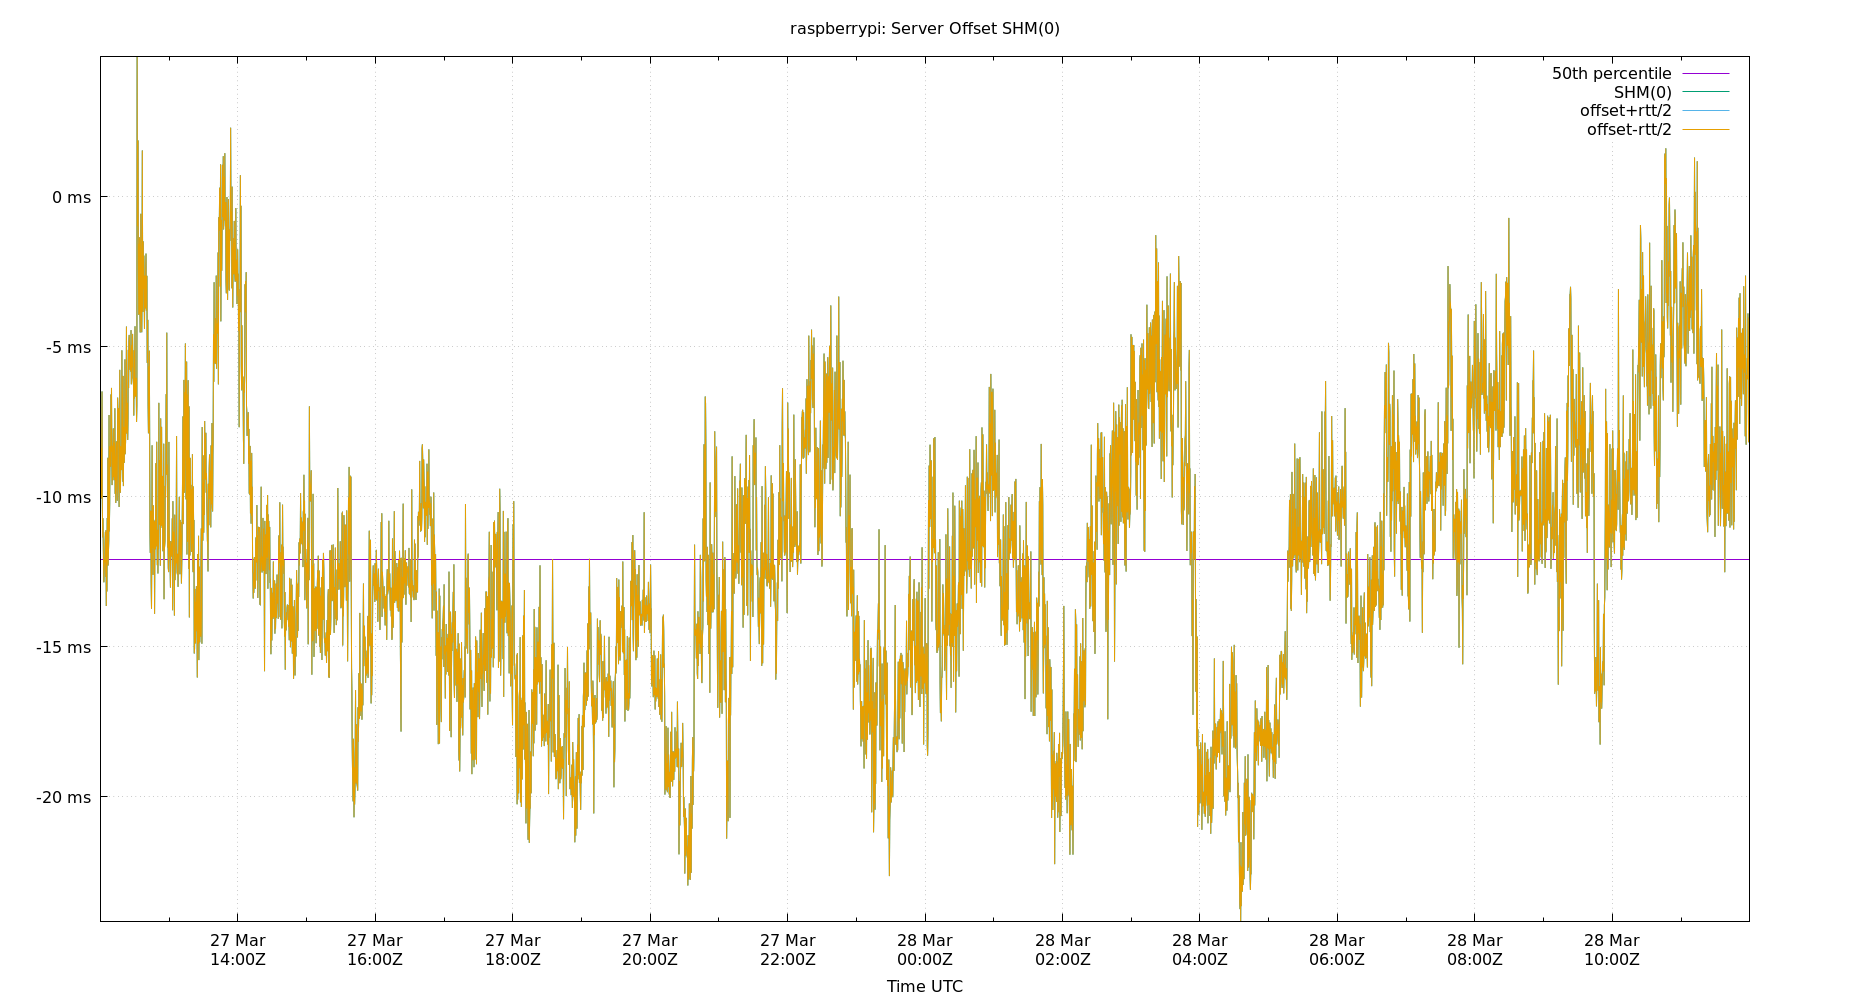 raspberrypi: Server Offset SHM(0)
50th percentile
SHM(0)
offset+rtt/2
offset-rtt/2
0 ms
-5 ms
-10 ms
-15 ms
-20 ms
27 Mar 27 Mar 27 Mar 27 Mar 27 Mar 28 Mar 28 Mar 28 Mar 28 Mar 28 Mar 28 Mar
14:00Z 16:00Z 18:00Z 20:00Z 22:00Z 00:00Z 02:00Z 04:00Z 06:00Z 08:00Z 10:00Z
Time UTC